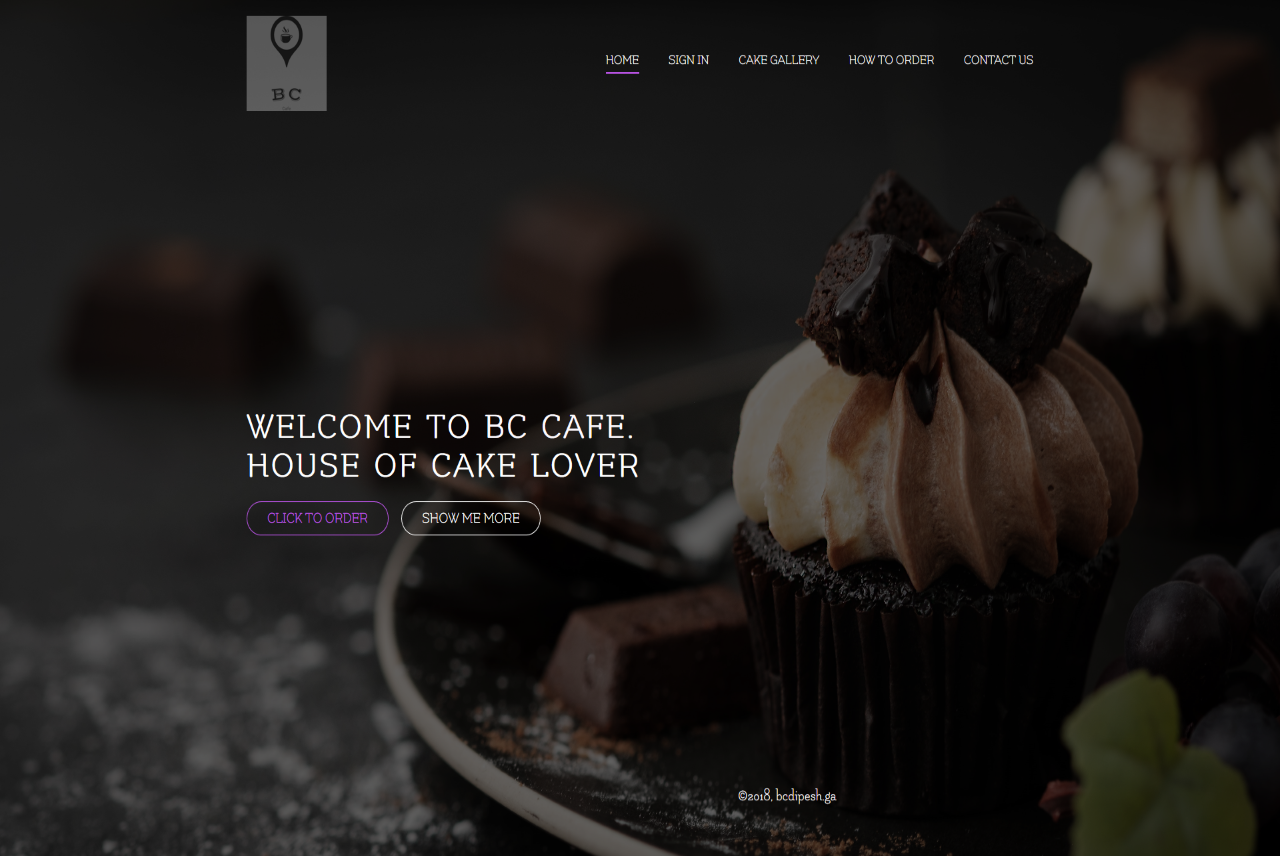 BC
HOME
SIGN IN
CAKE GALLERY
HOW TO ORDER
CONTACT US
WELCOME TO BC CAFE.
HOUSE OF CAKE LOVER
CLICK TO ORDER
SHOW ME MORE
©2018, bcdipesh.ga